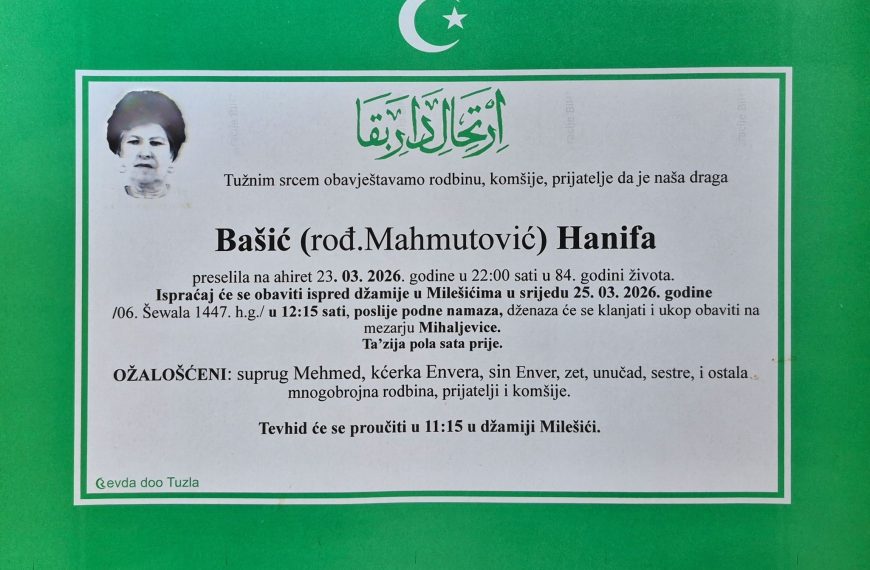 اِرْتِحَالِ دَارِ بَقَا
Tužnim srcem obavještavamo rodbinu, komšije, prijatelje da je naša draga
Bašić (rođ.Mahmutović) Hanifa
preselila na ahiret 23. 03. 2026. godine u 22:00 sati u 84. godini života.
Ispraćaj će se obaviti ispred džamije u Milešićima u srijedu 25. 03. 2026. godine
/06. Šewala 1447. h.g./ u 12:15 sati, poslije podne namaza, dženaza će se klanjati i ukop obaviti na
mezarju Mihaljevice.
Ta’zija pola sata prije.
OŽALOŠĆENI: suprug Mehmed, kćerka Envera, sin Enver, zet, unučad, sestre, i ostala
mnogobrojna rodbina, prijatelji i komšije.
Tevhid će se proučiti u 11:15 u džamiji Milešići.
evda doo Tuzla